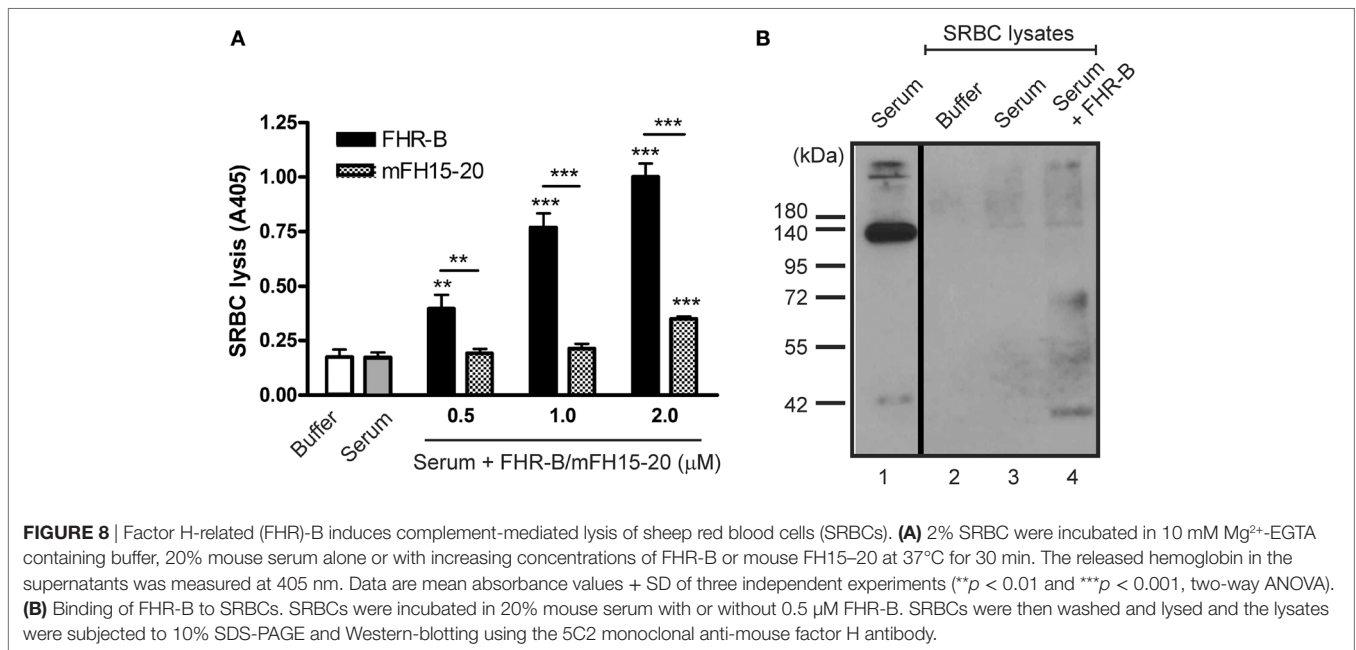 A
1.25
1.00
0.75
0.50
0.25
0.00
SRBC lysis (A405)
FHR-B
mFH15-20
**
**
***
***
***
***
***
Buffer
Serum
0.5
1.0
2.0
Serum + FHR-B/mFH15-20 (μM)
B
SRBC lysates
Serum
Buffer
Serum
Serum
+ FHR-B
(kDa)
180
140
95
72
55
42
1
2
3
4
FIGURE 8 | Factor H-related (FHR)-B induces complement-mediated lysis of sheep red blood cells (SRBCs). (A) 2% SRBC were incubated in 10 mM Mg²⁺-EGTA
containing buffer, 20% mouse serum alone or with increasing concentrations of FHR-B or mouse FH15–20 at 37°C for 30 min. The released hemoglobin in the
supernatants was measured at 405 nm. Data are mean absorbance values + SD of three independent experiments (**p < 0.01 and ***p < 0.001, two-way ANOVA).
(B) Binding of FHR-B to SRBCs. SRBCs were incubated in 20% mouse serum with or without 0.5 μM FHR-B. SRBCs were then washed and lysed and the lysates
were subjected to 10% SDS-PAGE and Western-blotting using the 5C2 monoclonal anti-mouse factor H antibody.